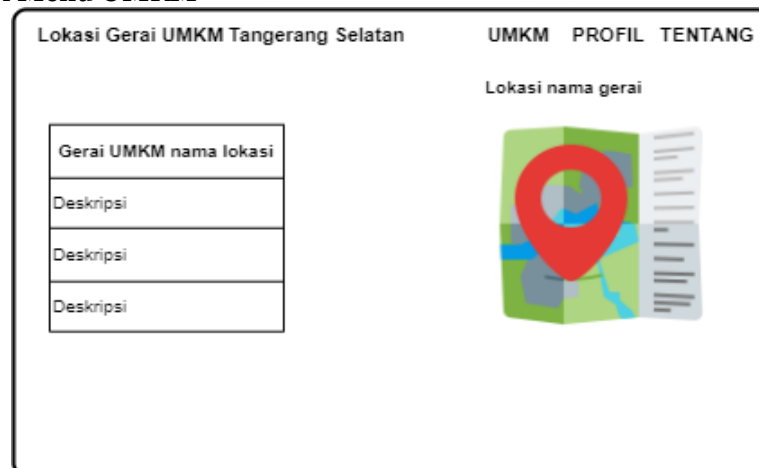 Lokasi Gerai UMKM Tangerang Selatan
UMKM PROFIL TENTANG
Lokasi nama gerai
Gerai UMKM nama lokasi
Deskripsi
Deskripsi
Deskripsi